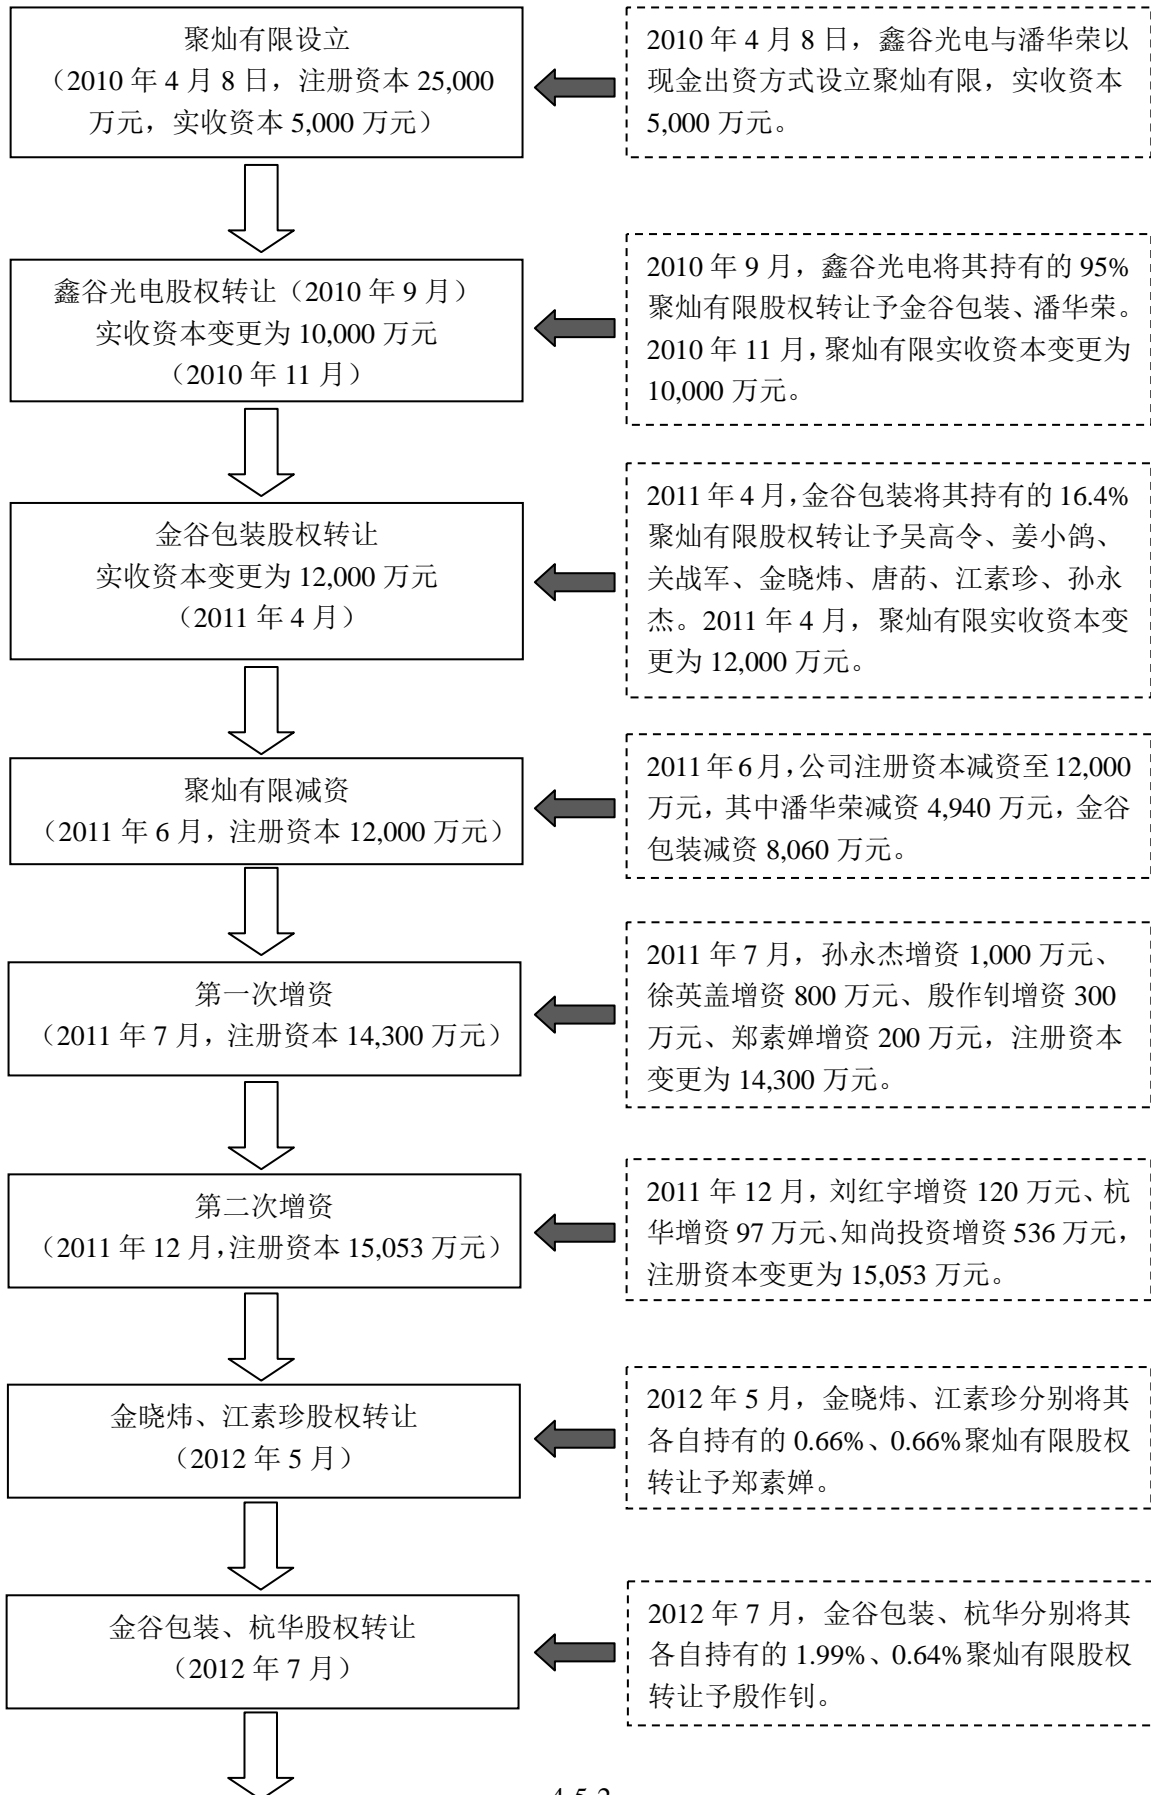 聚灿有限设立
（2010 年 4 月 8 日，注册资本 25,000
万元，实收资本 5,000 万元）
2010 年 4 月 8 日，鑫谷光电与潘华荣以
现金出资方式设立聚灿有限，实收资本
5,000 万元。
鑫谷光电股权转让（2010 年 9 月）
实收资本变更为 10,000 万元
（2010 年 11 月）
2010 年 9 月，鑫谷光电将其持有的 95%
聚灿有限股权转让予金谷包装、潘华荣。
2010 年 11 月，聚灿有限实收资本变更为
10,000 万元。
金谷包装股权转让
实收资本变更为 12,000 万元
（2011 年 4 月）
2011 年 4 月，金谷包装将其持有的 16.4%
聚灿有限股权转让予吴高令、姜小鸽、
关战军、金晓炜、唐菂、江素珍、孙永
杰。2011 年 4 月，聚灿有限实收资本变
更为 12,000 万元。
聚灿有限减资
（2011 年 6 月，注册资本 12,000 万元）
2011 年 6 月，公司注册资本减资至 12,000
万元，其中潘华荣减资 4,940 万元，金谷
包装减资 8,060 万元。
第一次增资
（2011 年 7 月，注册资本 14,300 万元）
2011 年 7 月，孙永杰增资 1,000 万元、
徐英盖增资 800 万元、殷作钊增资 300
万元、郑素婵增资 200 万元，注册资本
变更为 14,300 万元。
第二次增资
（2011 年 12 月，注册资本 15,053 万元）
2011 年 12 月，刘红宇增资 120 万元、杭
华增资 97 万元、知尚投资增资 536 万元，
注册资本变更为 15,053 万元。
金晓炜、江素珍股权转让
（2012 年 5 月）
2012 年 5 月，金晓炜、江素珍分别将其
各自持有的 0.66%、0.66%聚灿有限股权
转让予郑素婵。
金谷包装、杭华股权转让
（2012 年 7 月）
2012 年 7 月，金谷包装、杭华分别将其
各自持有的 1.99%、0.64%聚灿有限股权
转让予殷作钊。
4-5-2